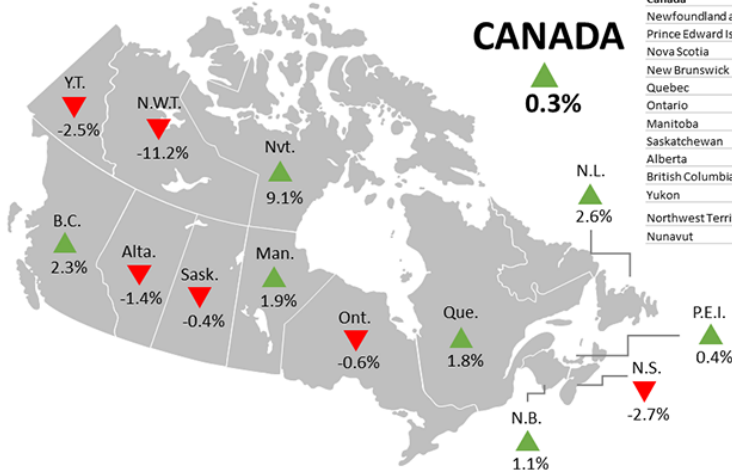 CANADA
0.3%
Canada
Newfoundland a
Prince Edward Is
Nova Scotia
New Brunswick
Quebec
Ontario
Manitoba
Saskatchewan
Alberta
British Columbia
Yukon
Northwest Terri
Nunavut
Y.T.
-2.5%
N.W.T.
-11.2%
Nvt.
9.1%
N.L.
2.6%
B.C.
2.3%
Alta.
-1.4%
Sask.
-0.4%
Man.
1.9%
Ont.
-0.6%
Que.
1.8%
P.E.I.
0.4%
N.S.
-2.7%
N.B.
1.1%